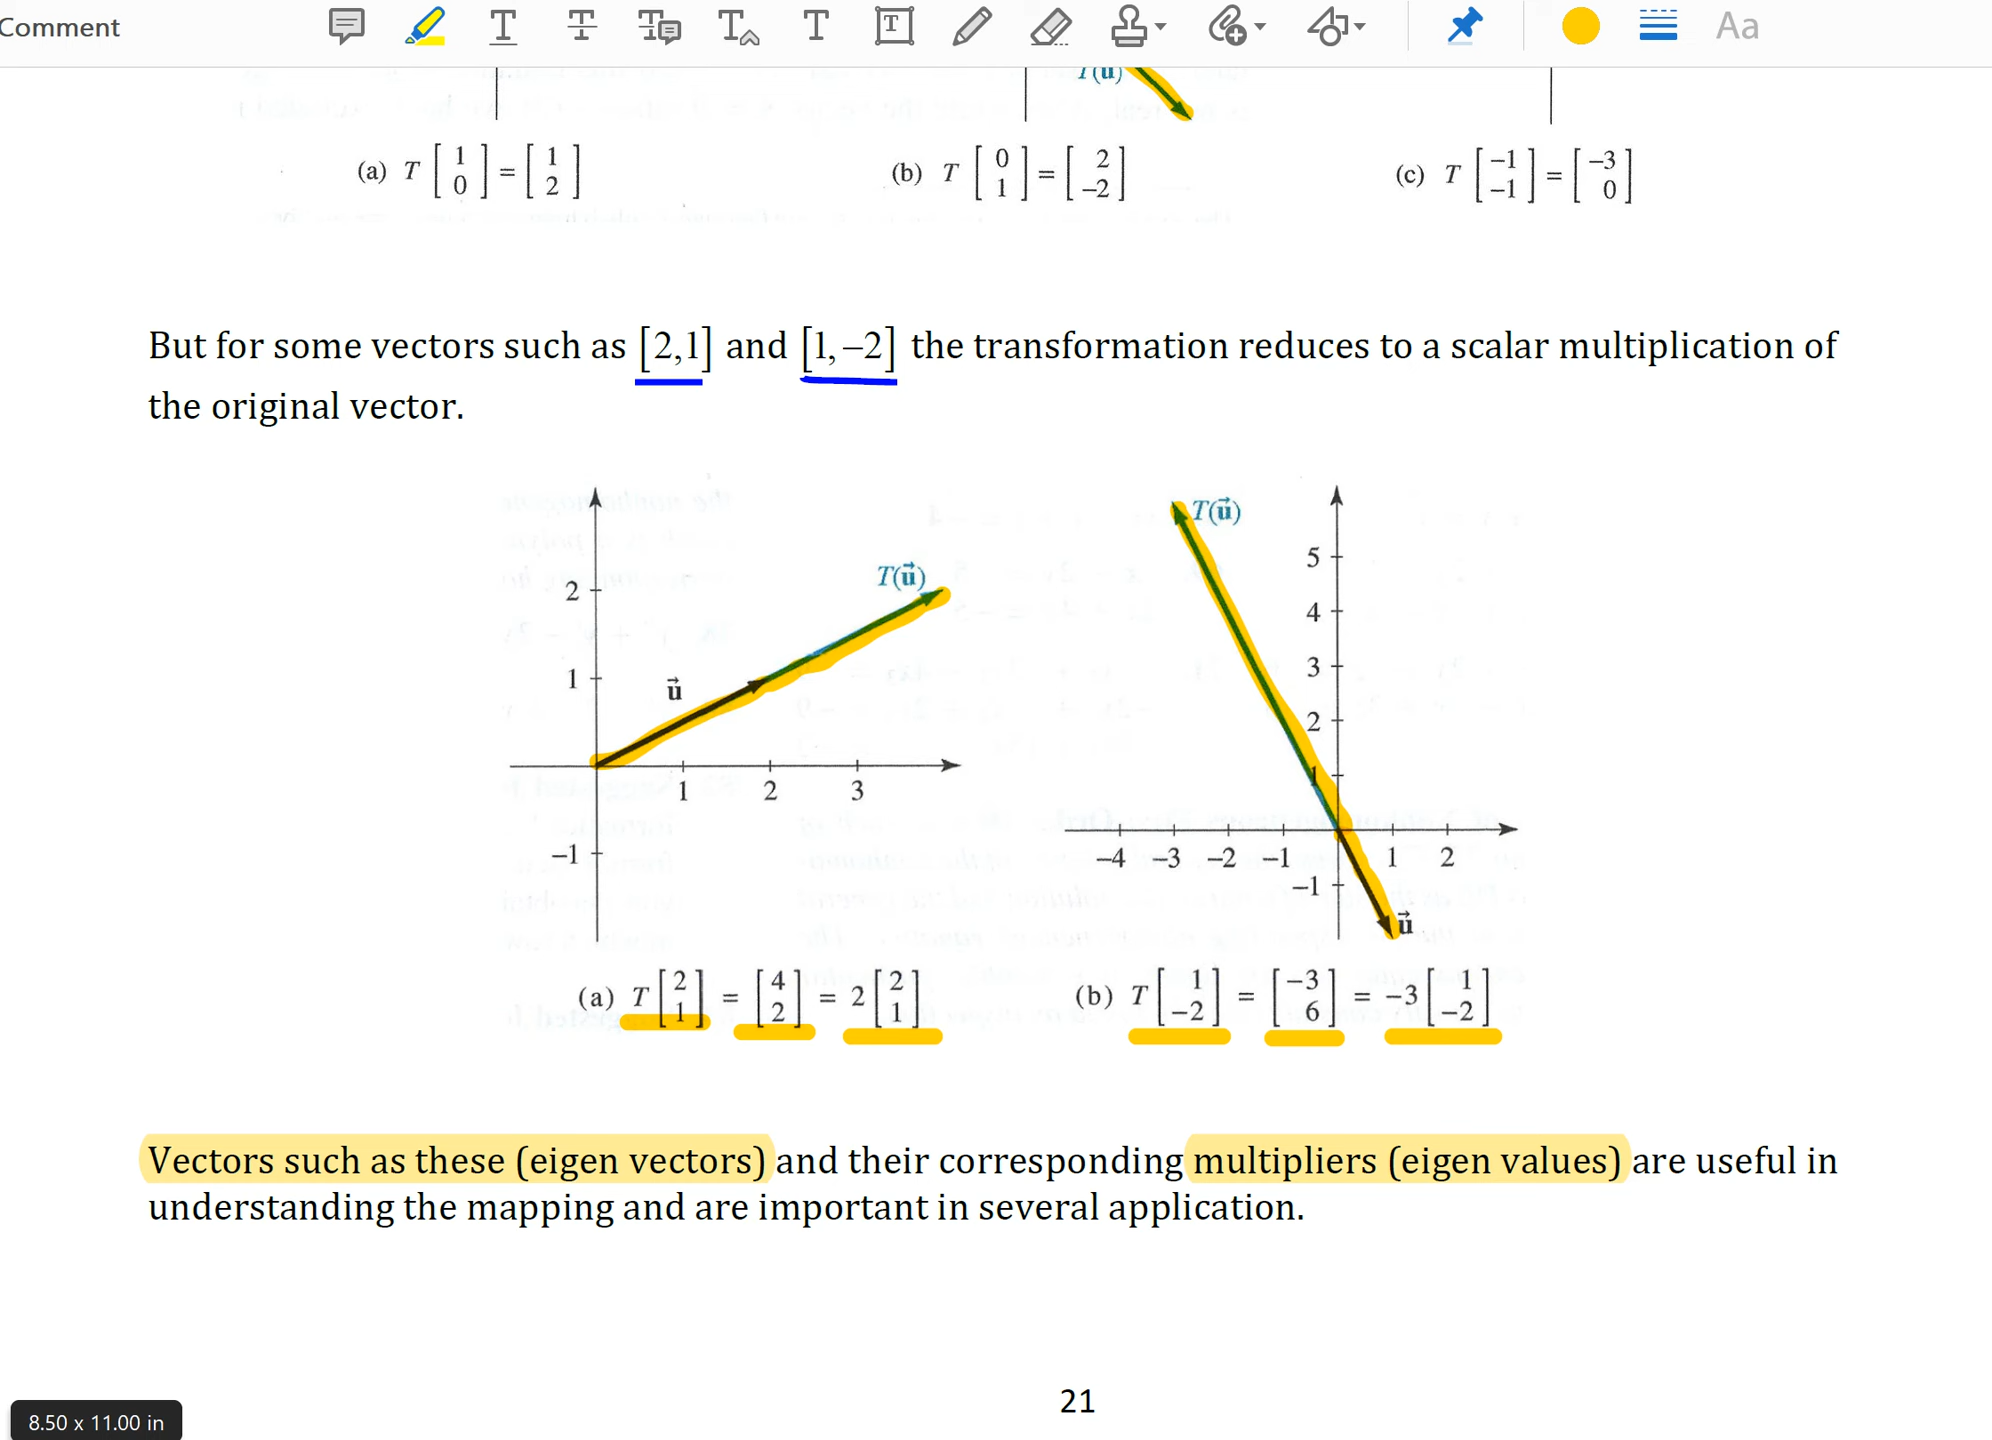 Comment
Aa
T(u)
(a) T [1 0] = [1 2]
(b) T [0 1] = [2 −2]
(c) T [−1 −1] = [−3 0]
But for some vectors such as [2,1] and [1,−2] the transformation reduces to a scalar multiplication of
the original vector.
T(u⃗)
2
1
u⃗
1 2 3
−1
T(u⃗)
5
4
3
2
1
−4 −3 −2 −1 1 2
−1
u⃗
(a) T [2 1] = [4 2] = 2 [2 1]
(b) T [1 −2] = [−3 6] = −3 [1 −2]
Vectors such as these (eigen vectors) and their corresponding multipliers (eigen values) are useful in
understanding the mapping and are important in several application.
21
8.50 x 11.00 in